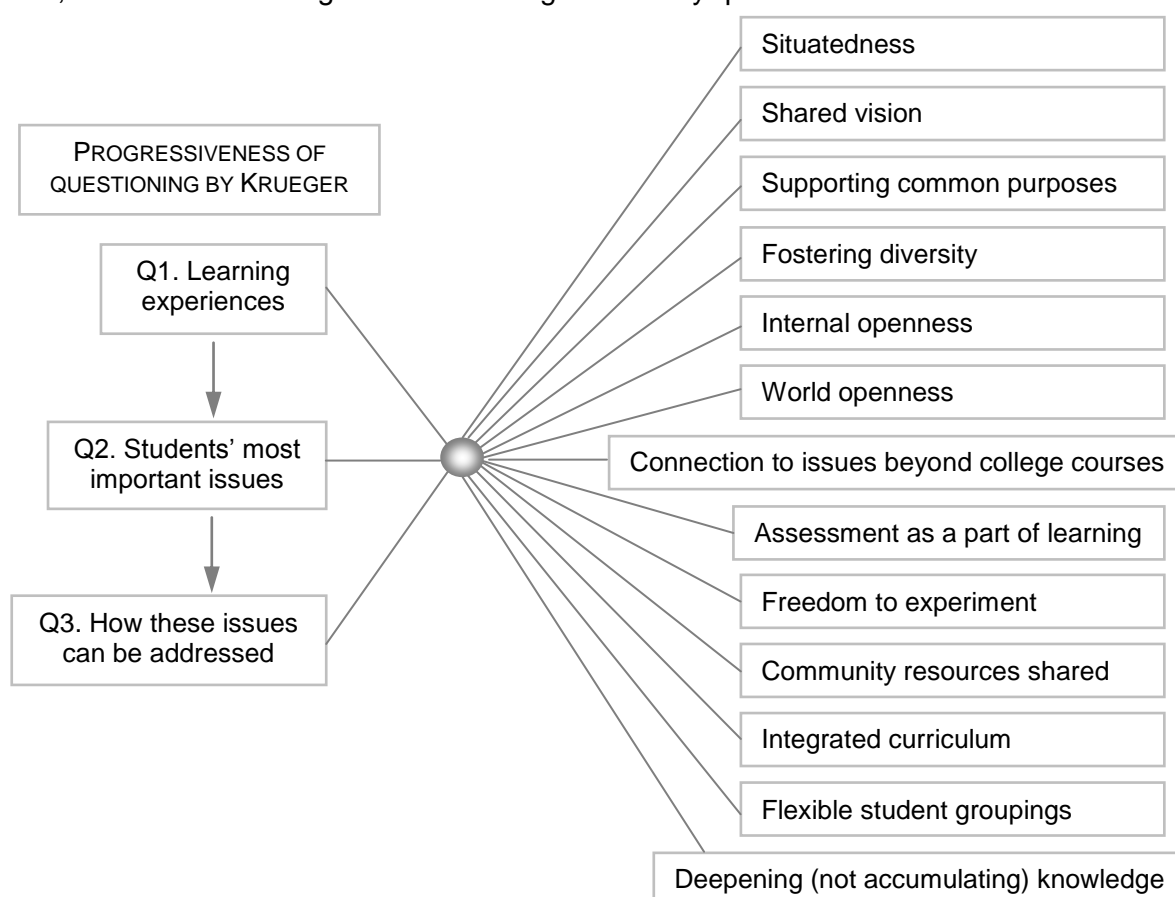 PROGRESSIVENESS OF
QUESTIONING BY KRUEGER
Q1. Learning
experiences
Q2. Students’ most
important issues
Q3. How these issues
can be addressed
Situatedness
Shared vision
Supporting common purposes
Fostering diversity
Internal openness
World openness
Connection to issues beyond college courses
Assessment as a part of learning
Freedom to experiment
Community resources shared
Integrated curriculum
Flexible student groupings
Deepening (not accumulating) knowledge